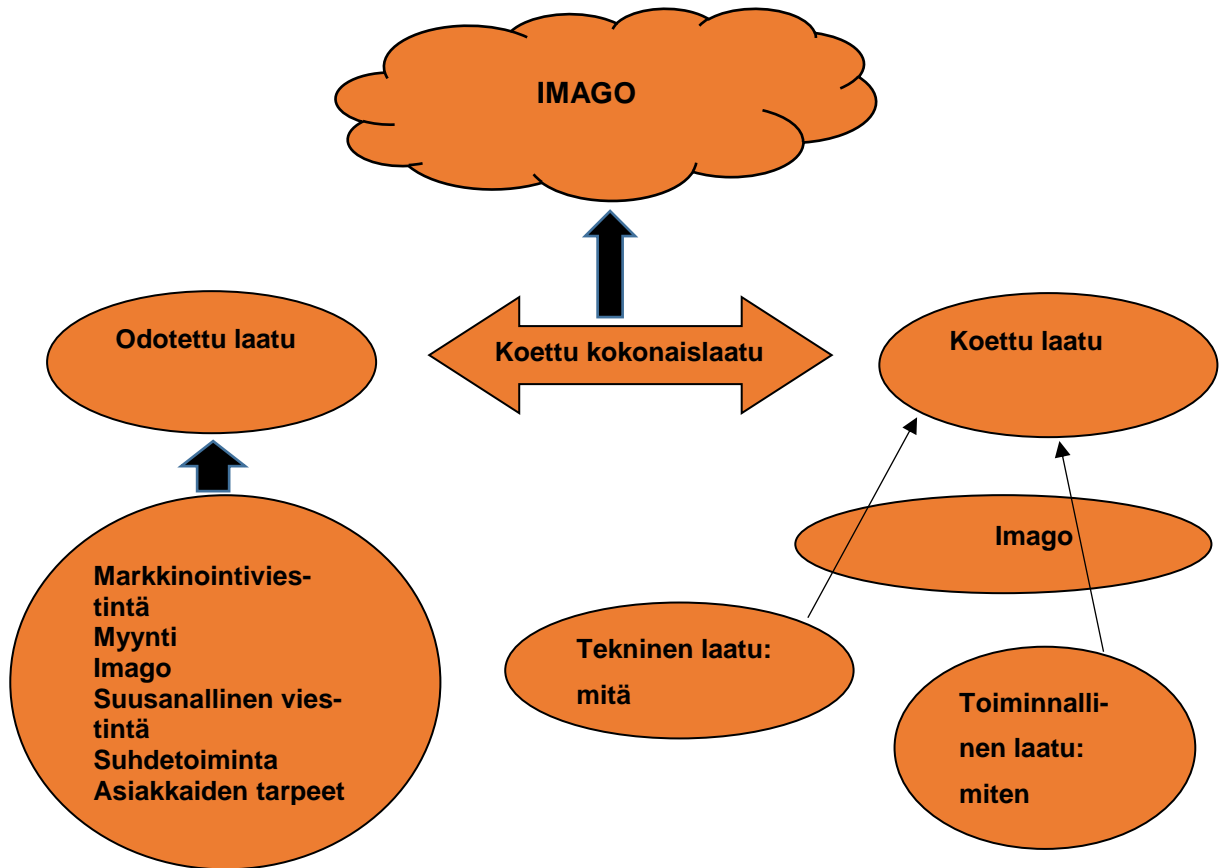 IMAGO
Odotettu laatu
Koettu kokonaislaatu
Koettu laatu
Markkinointivies-
tintä
Myynti
Imago
Suusanallinen vies-
tintä
Suhdetoiminta
Asiakkaiden tarpeet
Imago
Tekninen laatu:
mitä
Toiminnalli-
nen laatu:
miten